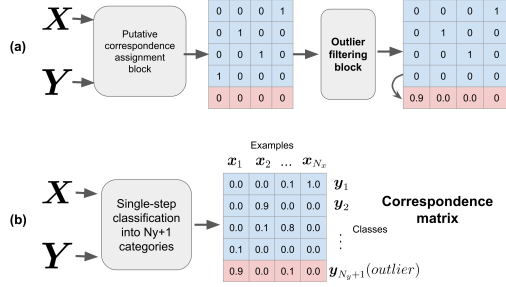 (a)
X
Y
Putative
correspondence
assignment
block
0 0 0 1
0 1 0 0
0 0 1 0
1 0 0 0
0 0 0 0
Outlier
filtering
block
0 0 0 1
0 1 0 0
0 0 1 0
0 0 0 0
0.9 0.0 0.0 0
(b)
X
Y
Single-step
classification
into Ny+1
categories
Examples
x1 x2 ... xNx
0.0 0.0 0.1 1.0 y1
0.0 0.9 0.0 0.0 y2
0.0 0.1 0.8 0.0 ⋮ Classes
0.1 0.0 0.0 0.0
0.9 0.0 0.1 0.0 yNy+1(outlier)
Correspondence
matrix